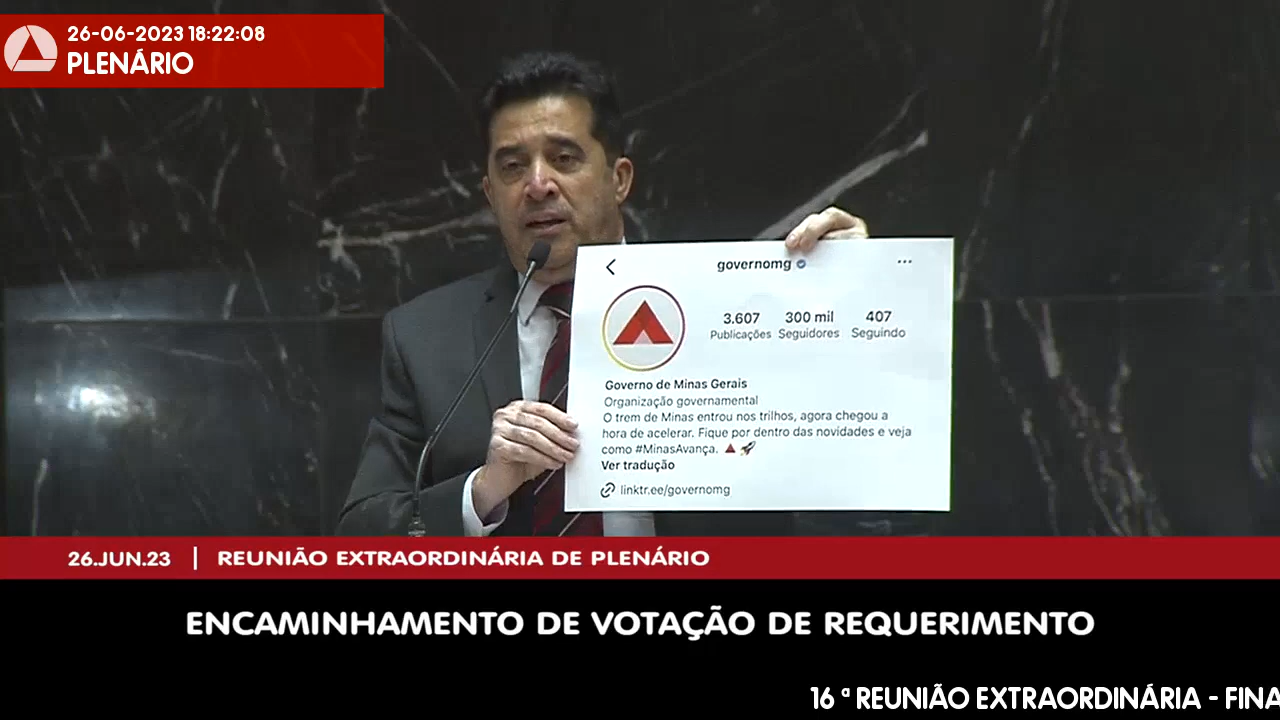 26-06-2023 18:22:08
PLENÁRIO
governomg
3.607 300 mil 407
Publicações Seguidores Seguindo
Governo de Minas Gerais
Organização governamental
O trem de Minas entrou nos trilhos, agora chegou a
hora de acelerar. Fique por dentro das novidades e veja
como #MinasAvança. 🔺🚀
Ver tradução
linktr.ee/governomg
26.JUN.23 | REUNIÃO EXTRAORDINÁRIA DE PLENÁRIO
ENCAMINHAMENTO DE VOTAÇÃO DE REQUERIMENTO
16 ª REUNIÃO EXTRAORDINÁRIA - FINA